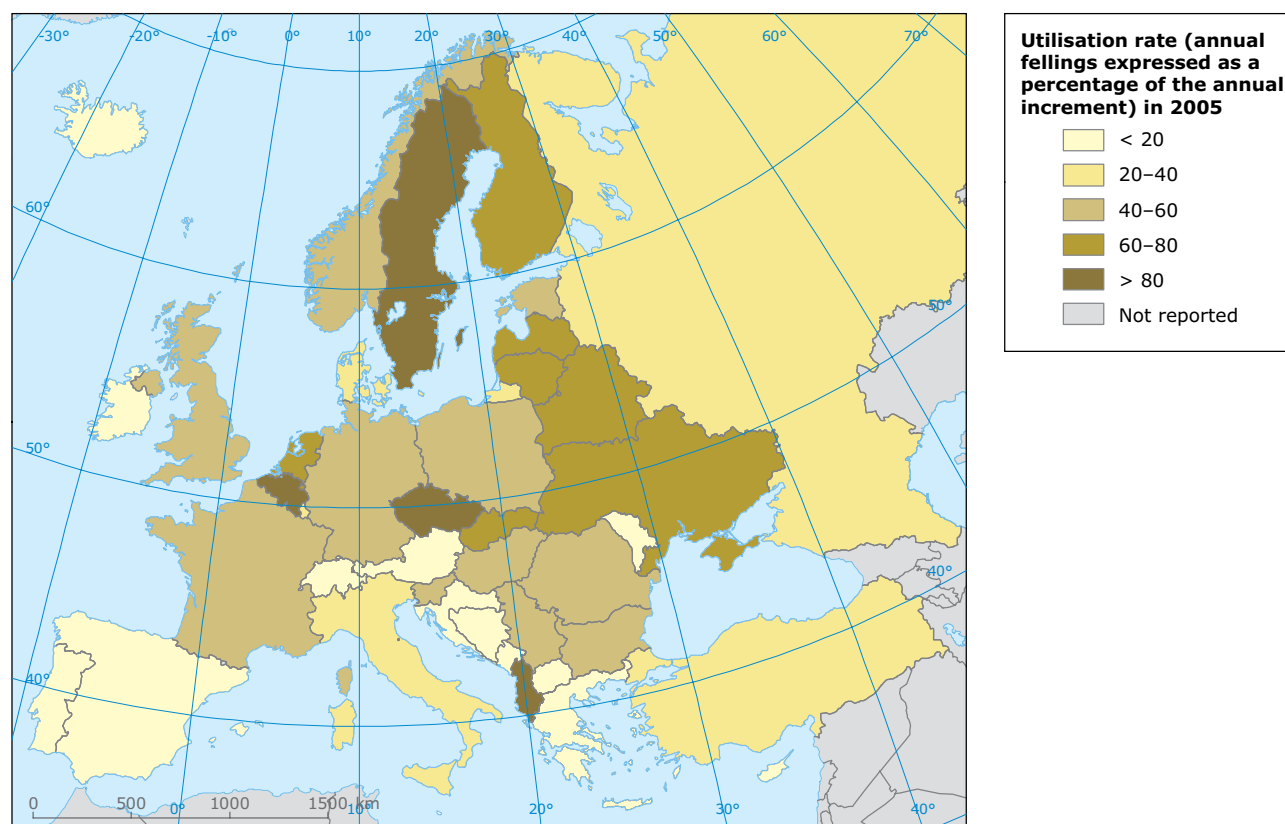 -30° -20° -10° 0° 10° 20° 30° 40° 50° 60° 70°
60°
50°
50°
40°
40°
0 500 1000 1500 km
0° 10° 20° 30° 40°
Utilisation rate (annual
fellings expressed as a
percentage of the annual
increment) in 2005
< 20
20–40
40–60
60–80
> 80
Not reported